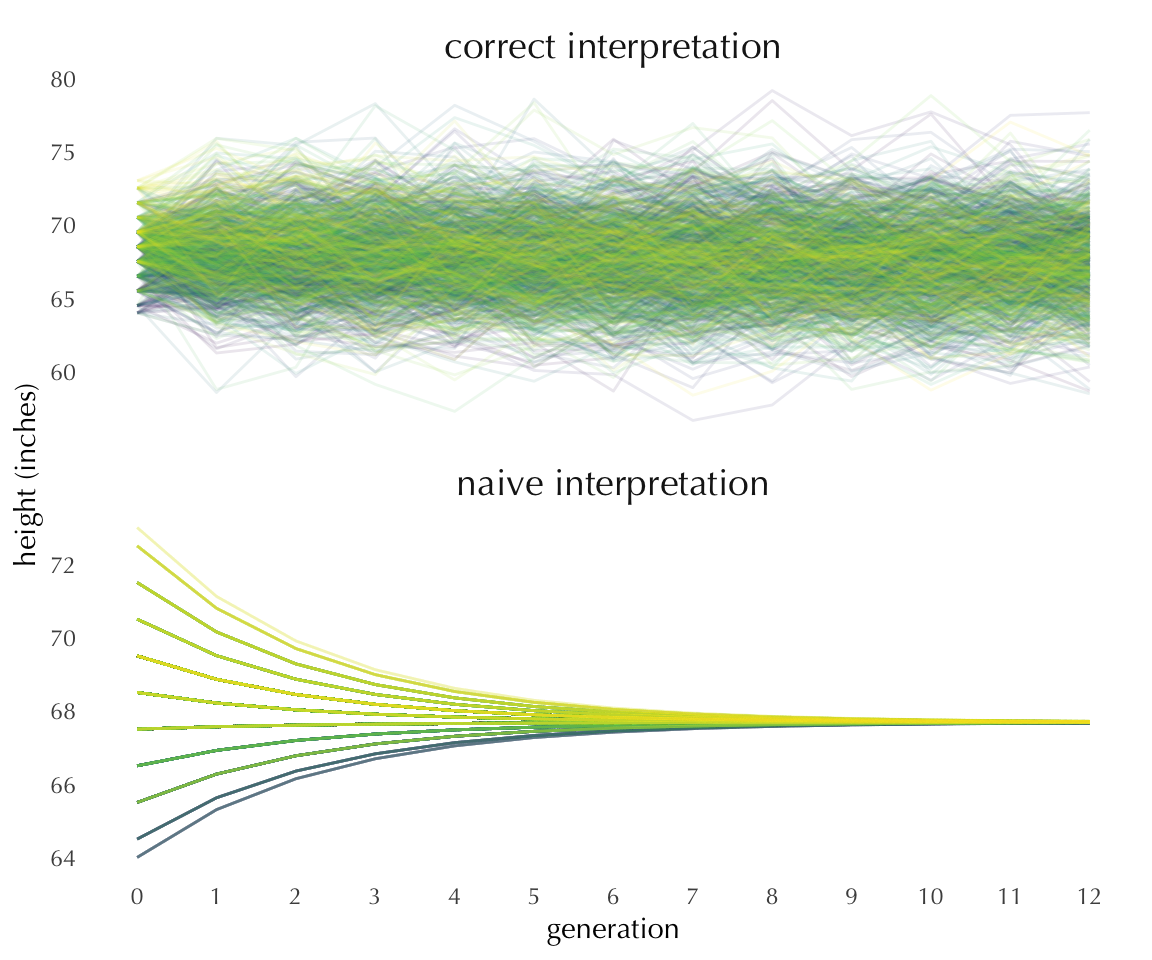 correct interpretation
80
75
70
65
60
height (inches)
naive interpretation
72
70
68
66
64
0 1 2 3 4 5 6 7 8 9 10 11 12
generation